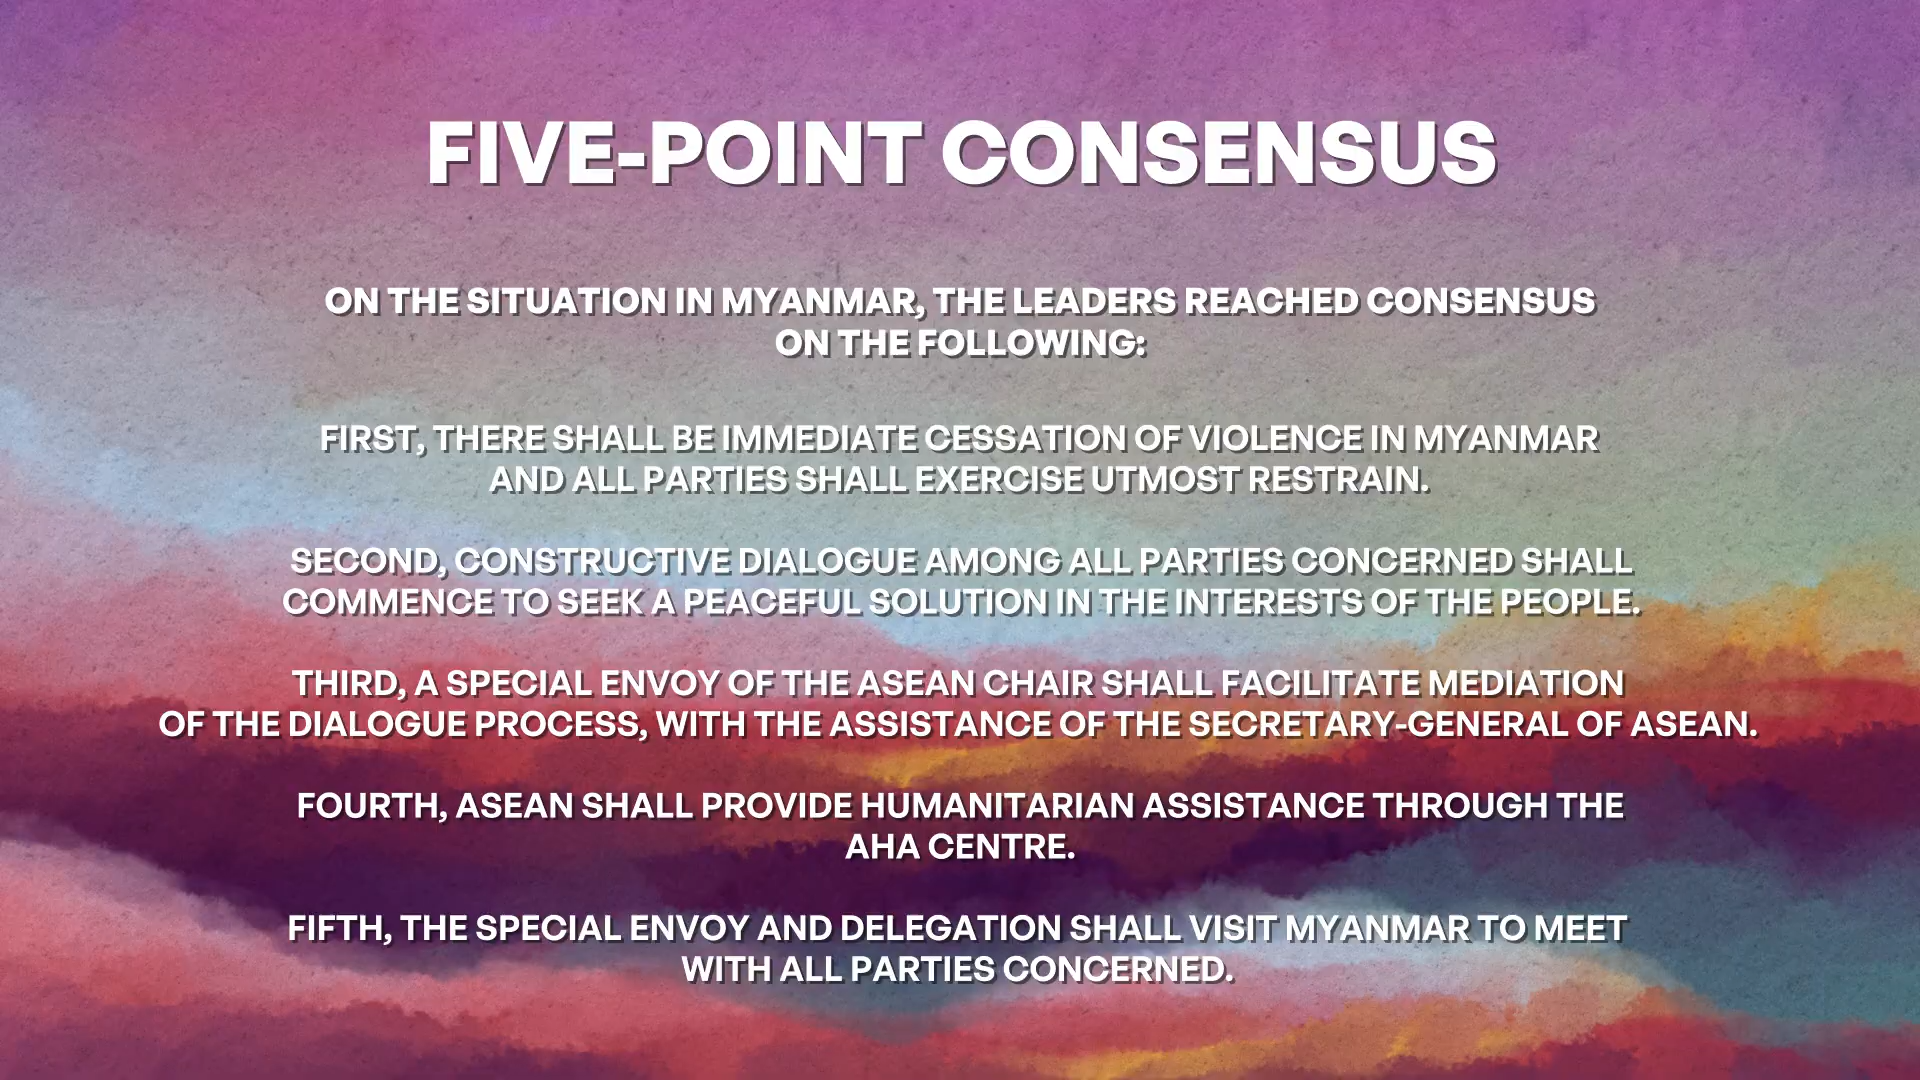 FIVE-POINT CONSENSUS
ON THE SITUATION IN MYANMAR, THE LEADERS REACHED CONSENSUS
ON THE FOLLOWING:
FIRST, THERE SHALL BE IMMEDIATE CESSATION OF VIOLENCE IN MYANMAR
AND ALL PARTIES SHALL EXERCISE UTMOST RESTRAIN.
SECOND, CONSTRUCTIVE DIALOGUE AMONG ALL PARTIES CONCERNED SHALL
COMMENCE TO SEEK A PEACEFUL SOLUTION IN THE INTERESTS OF THE PEOPLE.
THIRD, A SPECIAL ENVOY OF THE ASEAN CHAIR SHALL FACILITATE MEDIATION
OF THE DIALOGUE PROCESS, WITH THE ASSISTANCE OF THE SECRETARY-GENERAL OF ASEAN.
FOURTH, ASEAN SHALL PROVIDE HUMANITARIAN ASSISTANCE THROUGH THE
AHA CENTRE.
FIFTH, THE SPECIAL ENVOY AND DELEGATION SHALL VISIT MYANMAR TO MEET
WITH ALL PARTIES CONCERNED.